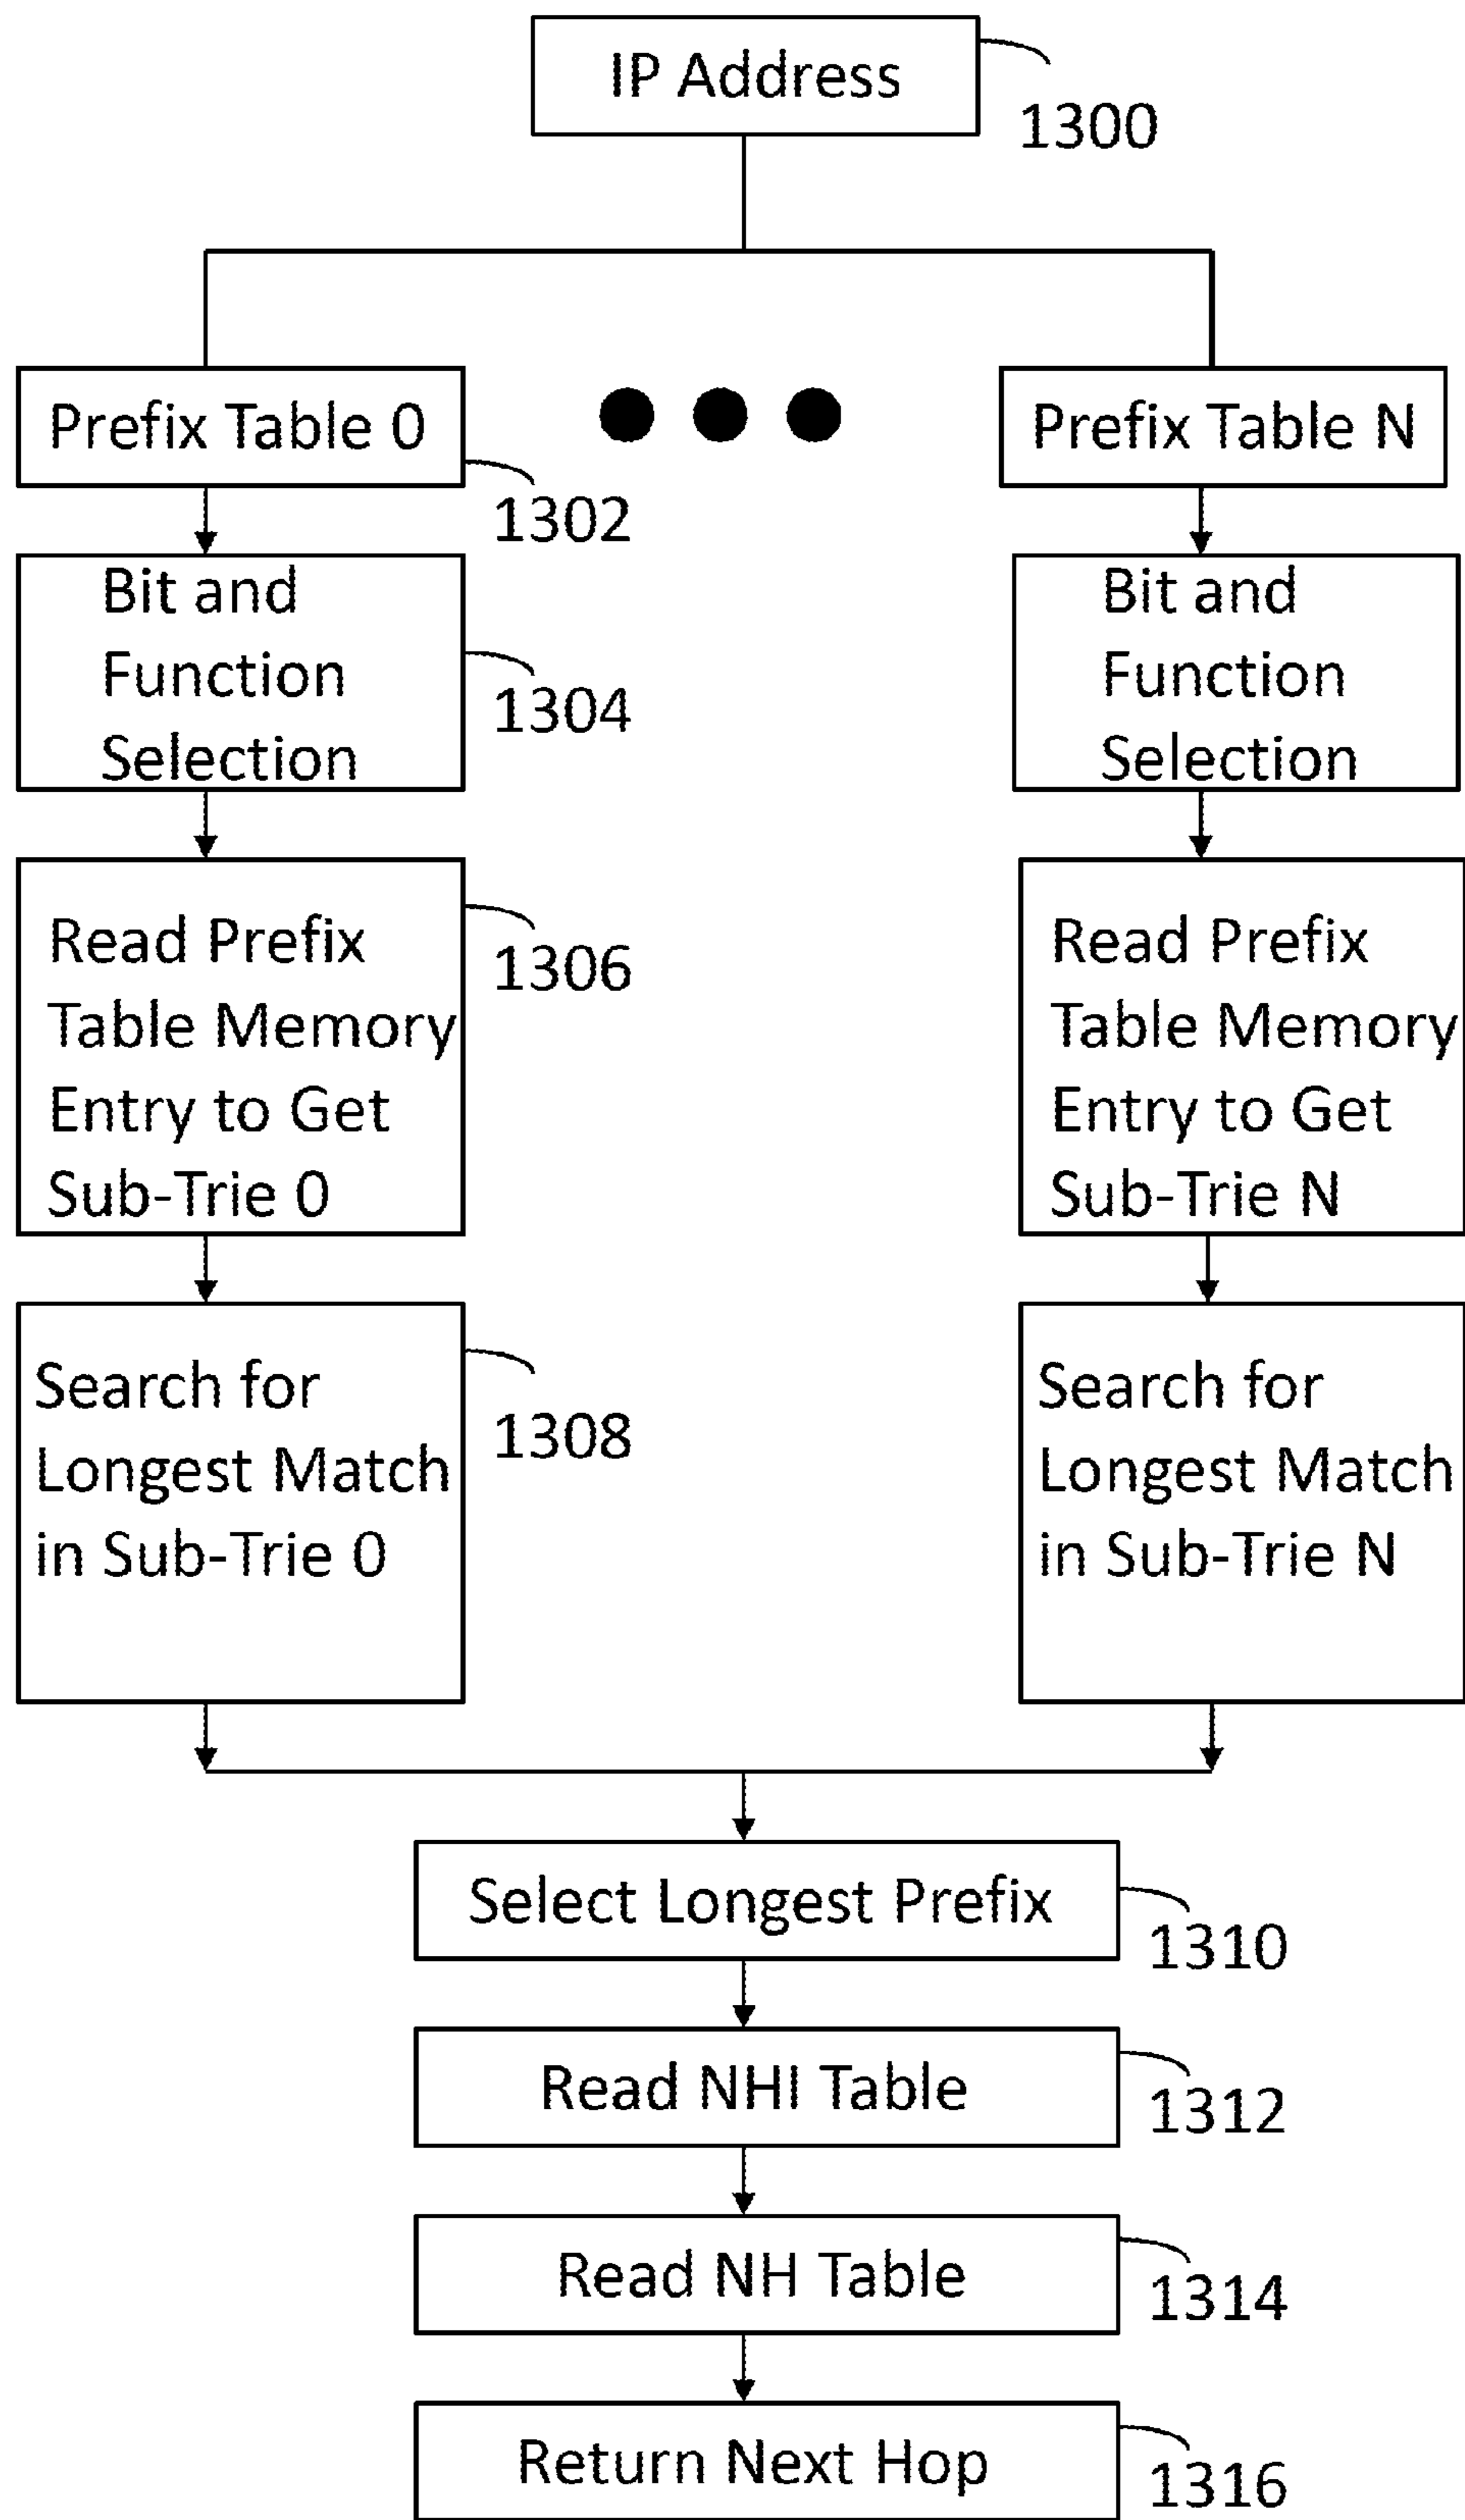 IP Address
1300
Prefix Table 0
1302
Prefix Table N
Bit and
Function
Selection
1304
Bit and
Function
Selection
Read Prefix
Table Memory
Entry to Get
Sub-Trie 0
1306
Read Prefix
Table Memory
Entry to Get
Sub-Trie N
Search for
Longest Match
in Sub-Trie 0
1308
Search for
Longest Match
in Sub-Trie N
Select Longest Prefix
1310
Read NHI Table
1312
Read NH Table
1314
Return Next Hop
1316